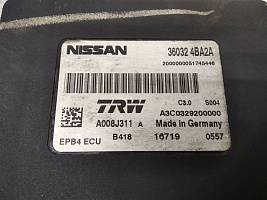 NISSAN 36032 4BA2A
2000000051745446
TRW C3.0 S004
A3C0329200000
A008J311 A Made in Germany
EPB4 ECU B418 16719 0557